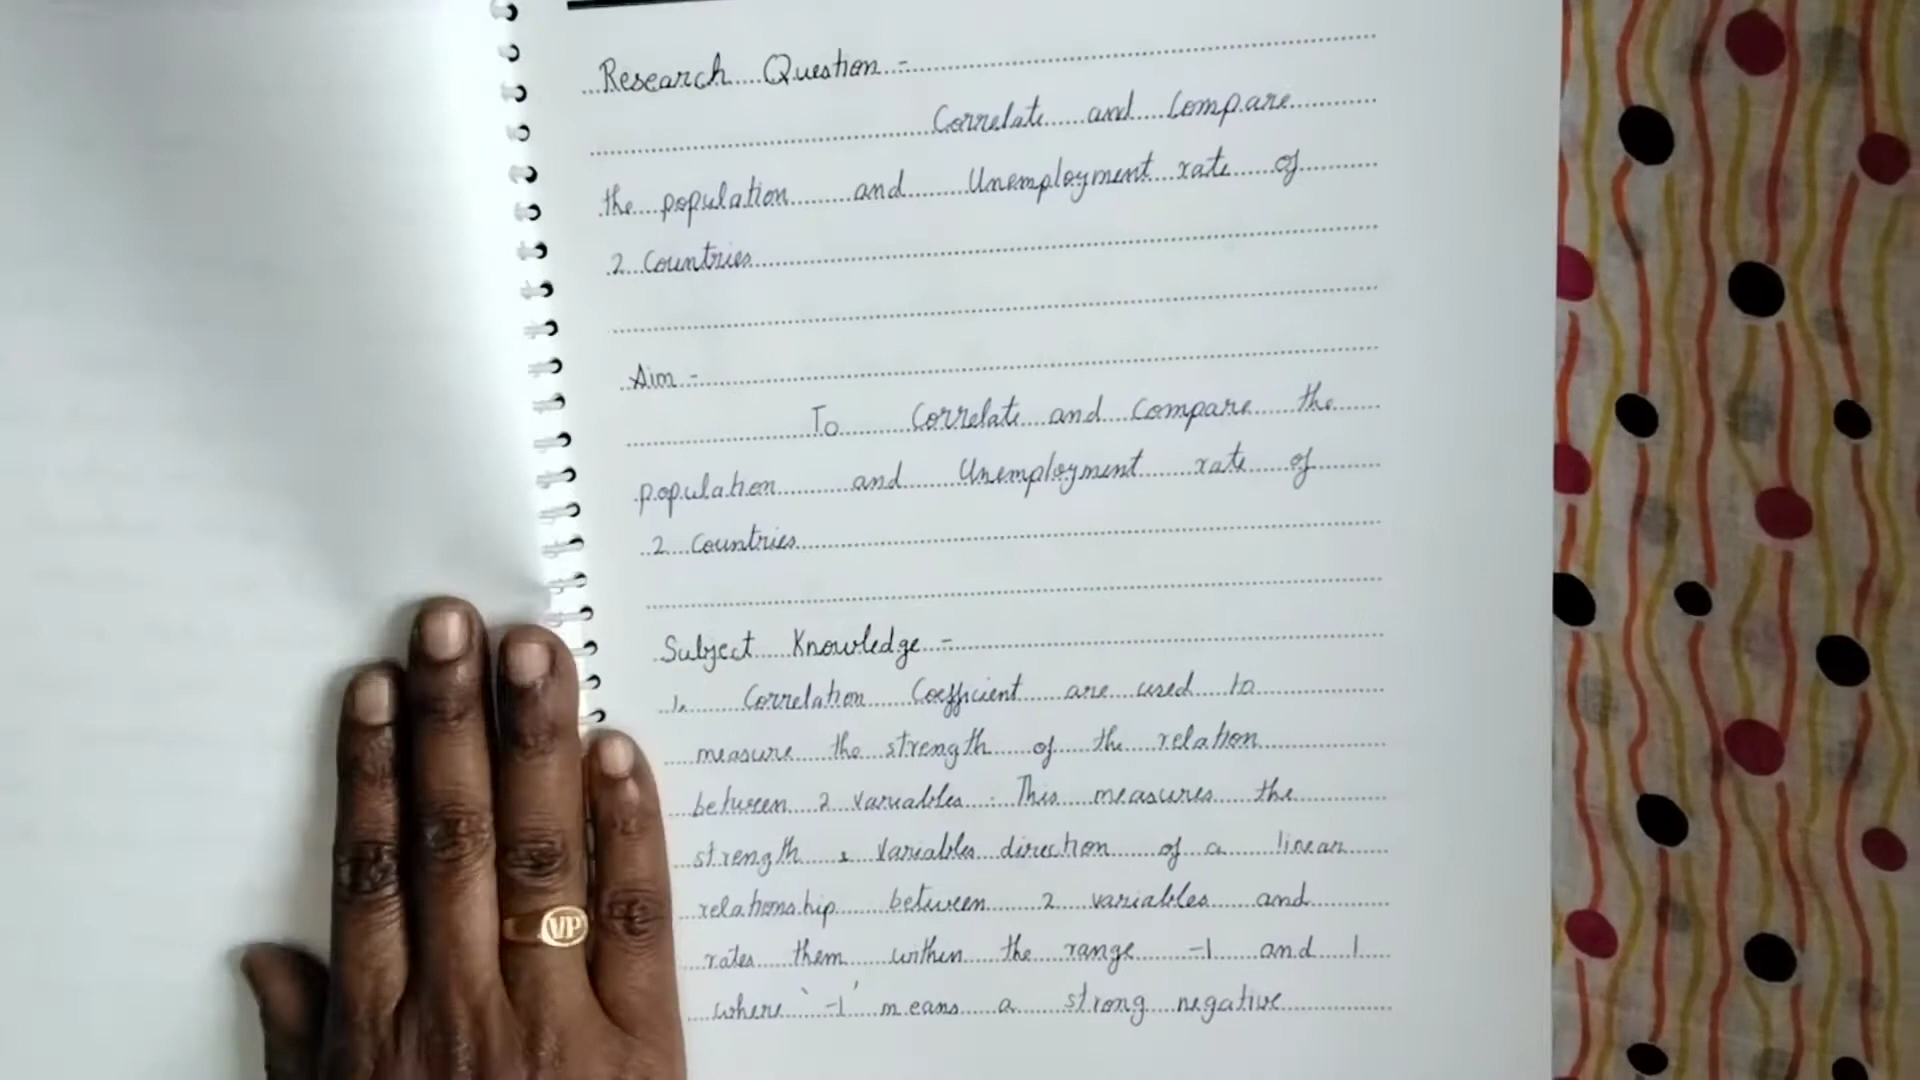 Research Question :-
Correlate and Compare
the population and Unemployment rate of
2 Countries
Aim :-
To Correlate and Compare the
population and Unemployment rate of
2 Countries
Subject Knowledge :-
1. Correlation Coefficient are used to
measure the strength of the relation
between 2 variables. This measures the
strength & Variables direction of a linear
relationship between 2 variables and
rates them within the range -1 and 1
where '-1' means a strong negative
VP